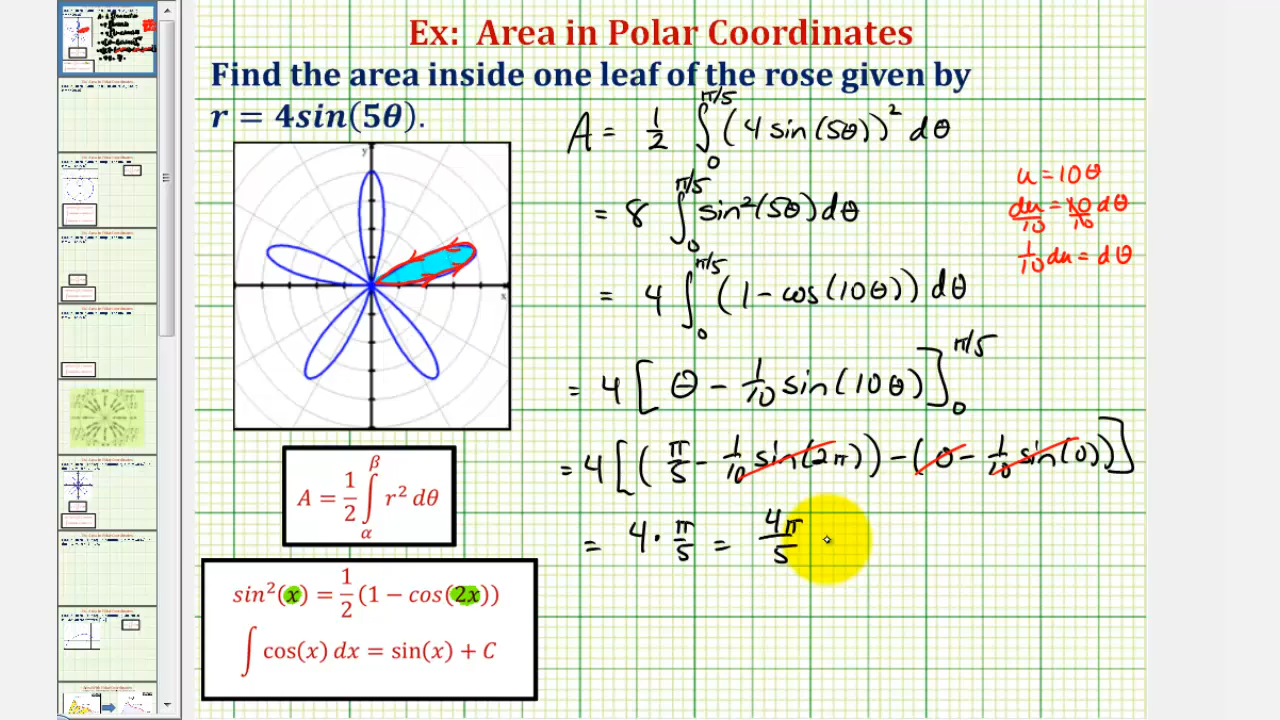 Ex: Area in Polar Coordinates
Find the area inside one leaf of the rose given by
r = 4sin(5θ).
A = 1/2 ∫_0^{π/5} (4 sin(5θ))² dθ
= 8 ∫_0^{π/5} sin²(5θ) dθ
= 4 ∫_0^{π/5} (1 - cos(10θ)) dθ
= 4 [θ - 1/10 sin(10θ)]_0^{π/5}
= 4 [(π/5 - 1/10 sin(2π)) - (0 - 1/10 sin(0))]
= 4 · π/5 = 4π/5
u = 10θ
du/10 = 10/10 dθ
1/10 du = dθ
y
x
A = 1/2 ∫_α^β r² dθ
sin²(x) = 1/2 (1 − cos(2x))
∫ cos(x) dx = sin(x) + C